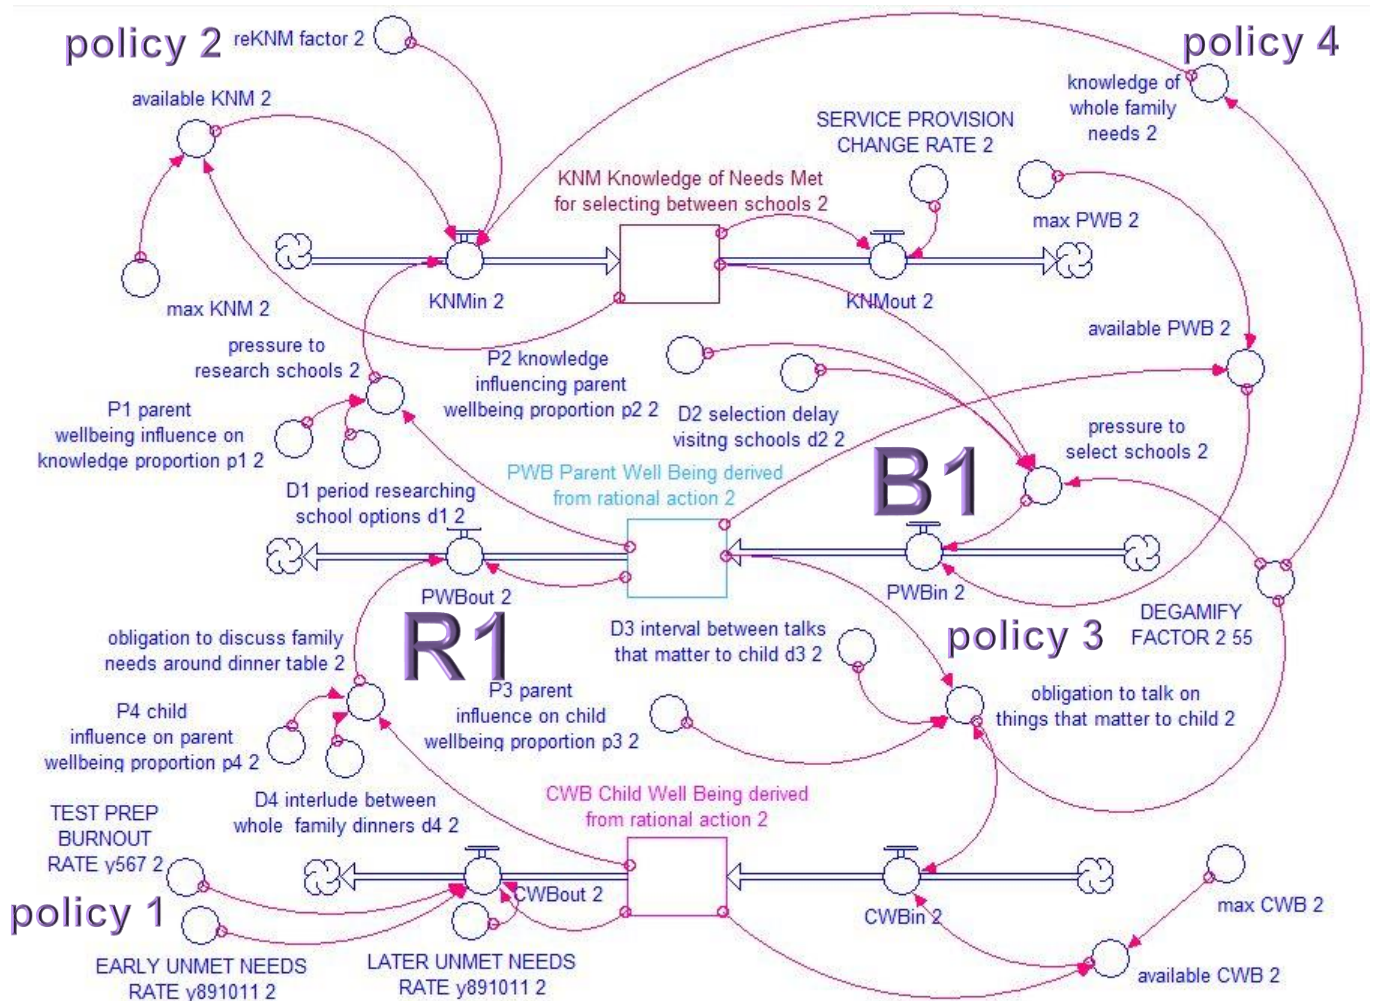 policy 2
reKNM factor 2
policy 4
available KNM 2
knowledge of
whole family
needs 2
SERVICE PROVISION
CHANGE RATE 2
KNM Knowledge of Needs Met
for selecting between schools 2
max PWB 2
max KNM 2
KNMin 2
KNMout 2
available PWB 2
pressure to
research schools 2
P2 knowledge
influencing parent
wellbeing proportion p2 2
P1 parent
wellbeing influence on
knowledge proportion p1 2
D2 selection delay
visitng schools d2 2
pressure to
select schools 2
B1
D1 period researching
school options d1 2
PWB Parent Well Being derived
from rational action 2
PWBout 2
PWBin 2
DEGAMIFY
FACTOR 2 55
R1
obligation to discuss family
needs around dinner table 2
D3 interval between talks
that matter to child d3 2
policy 3
P4 child
influence on parent
wellbeing proportion p4 2
P3 parent
influence on child
wellbeing proportion p3 2
obligation to talk on
things that matter to child 2
D4 interlude between
whole family dinners d4 2
CWB Child Well Being derived
from rational action 2
TEST PREP
BURNOUT
RATE y567 2
CWBout 2
CWBin 2
max CWB 2
policy 1
EARLY UNMET NEEDS
RATE y891011 2
LATER UNMET NEEDS
RATE y891011 2
available CWB 2